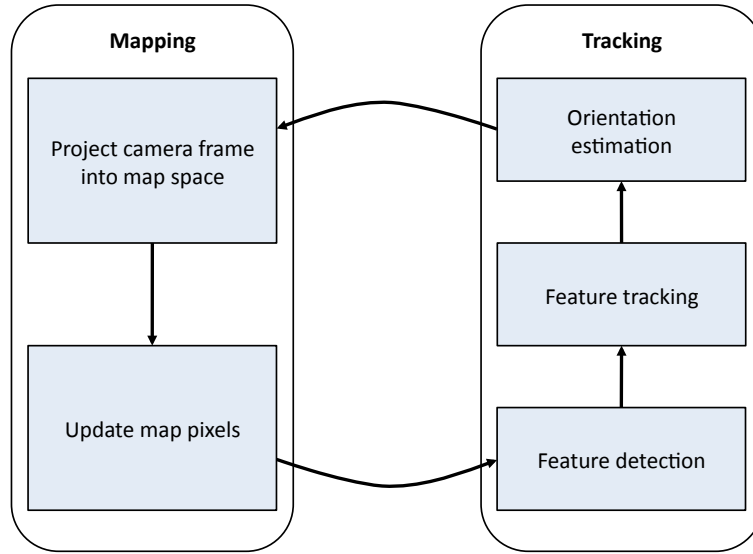 Mapping
Project camera frame
into map space
Update map pixels
Tracking
Orientation
estimation
Feature tracking
Feature detection